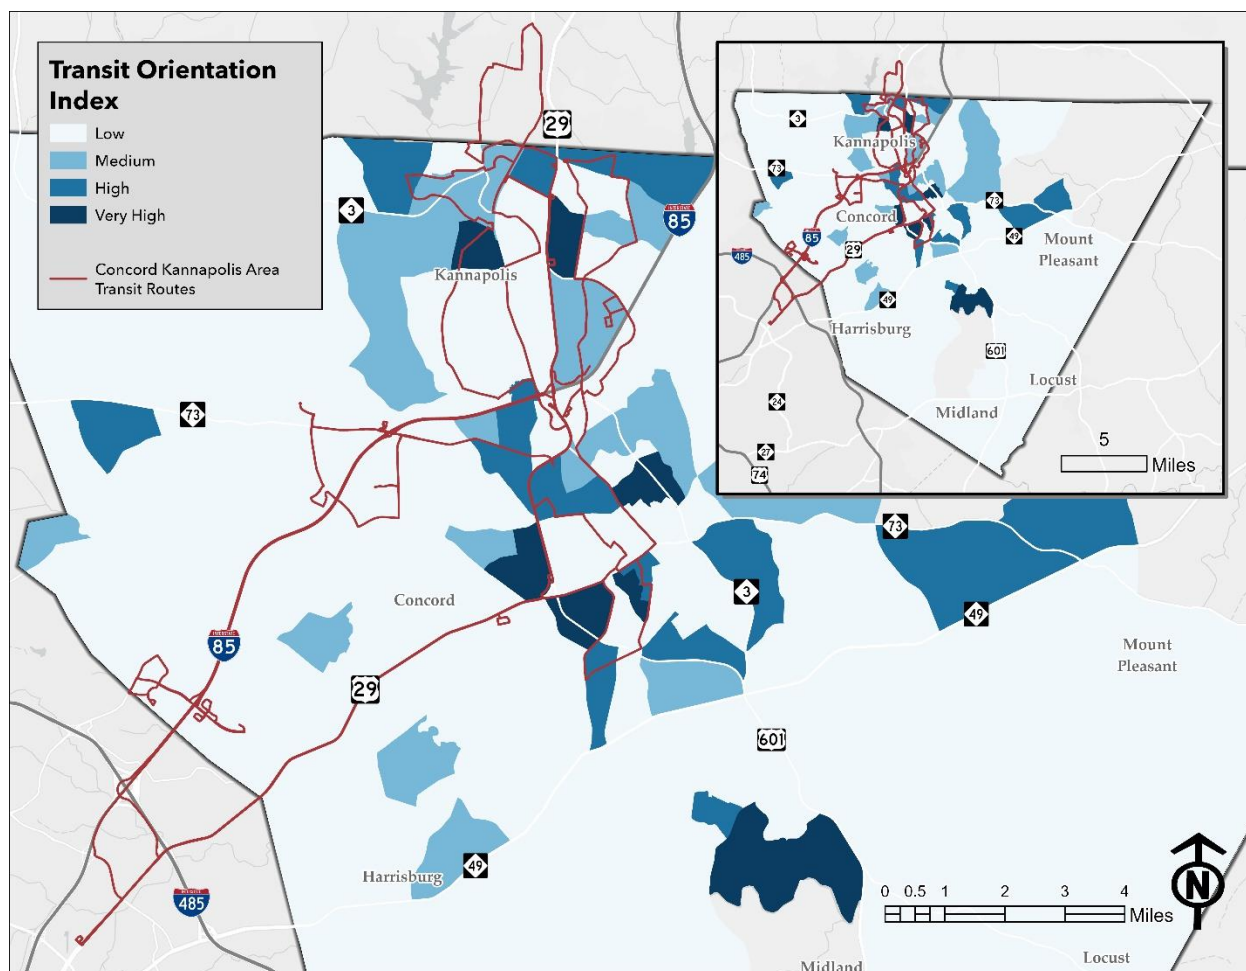 Transit Orientation
Index
Low
Medium
High
Very High
Concord Kannapolis Area
Transit Routes
29
3
85
Kannapolis
73
Concord
85
29
73
3
49
Mount
Pleasant
601
49
Harrisburg
485
Midland
Locust
0 0.5 1 2 3 4
Miles
N
3
Kannapolis
73
73
Concord
85
29
49
485
Mount
Pleasant
49
Harrisburg
601
Locust
24
Midland
27
74
5
Miles